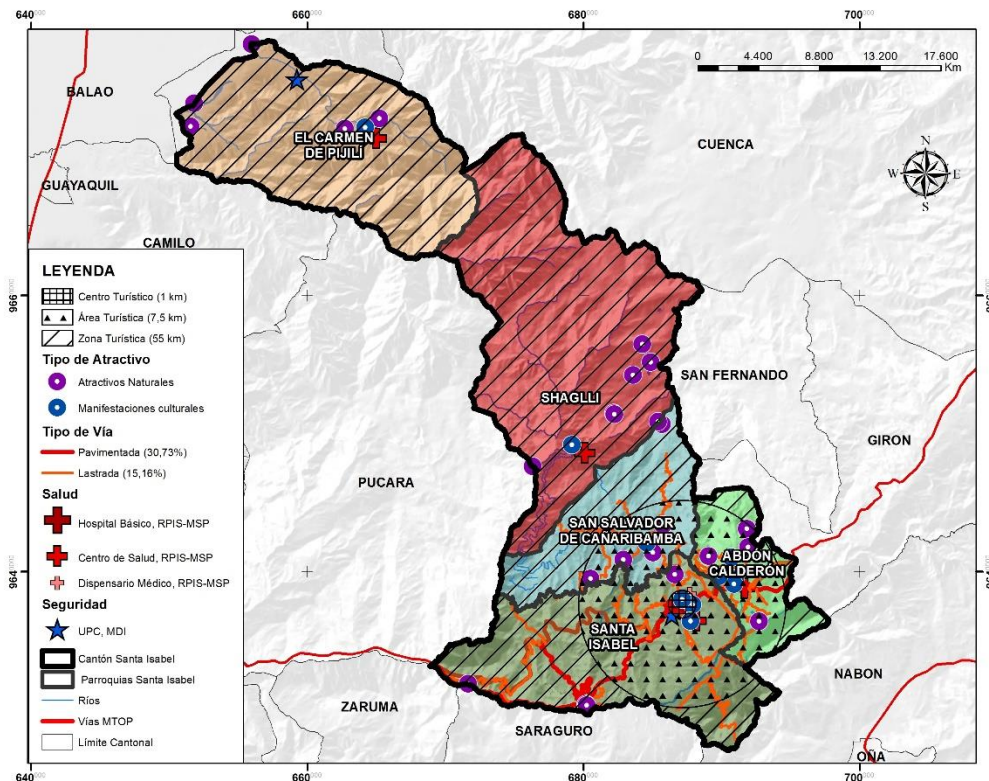 640000
660000
680000
700000
0 4.400 8.800 13.200 17.600
Km
BALAO
CUENCA
N
W E
S
EL CARMEN
DE PIJILÍ
GUAYAQUIL
CAMILO
LEYENDA
Centro Turístico (1 km)
Área Turística (7,5 km)
Zona Turística (55 km)
Tipo de Atractivo
Atractivos Naturales
Manifestaciones culturales
Tipo de Vía
Pavimentada (30,73%)
Lastrada (15,16%)
Salud
Hospital Básico, RPIS-MSP
Centro de Salud, RPIS-MSP
Dispensario Médico, RPIS-MSP
Seguridad
UPC, MDI
Cantón Santa Isabel
Parroquias Santa Isabel
Ríos
Vías MTOP
Límite Cantonal
SAN FERNANDO
SHAGLLI
GIRON
PUCARA
SAN SALVADOR
DE CAÑARIBAMBA
ABDÓN
CALDERÓN
SANTA
ISABEL
NABON
ZARUMA
SARAGURO
OÑA
640000
660000
680000
700000